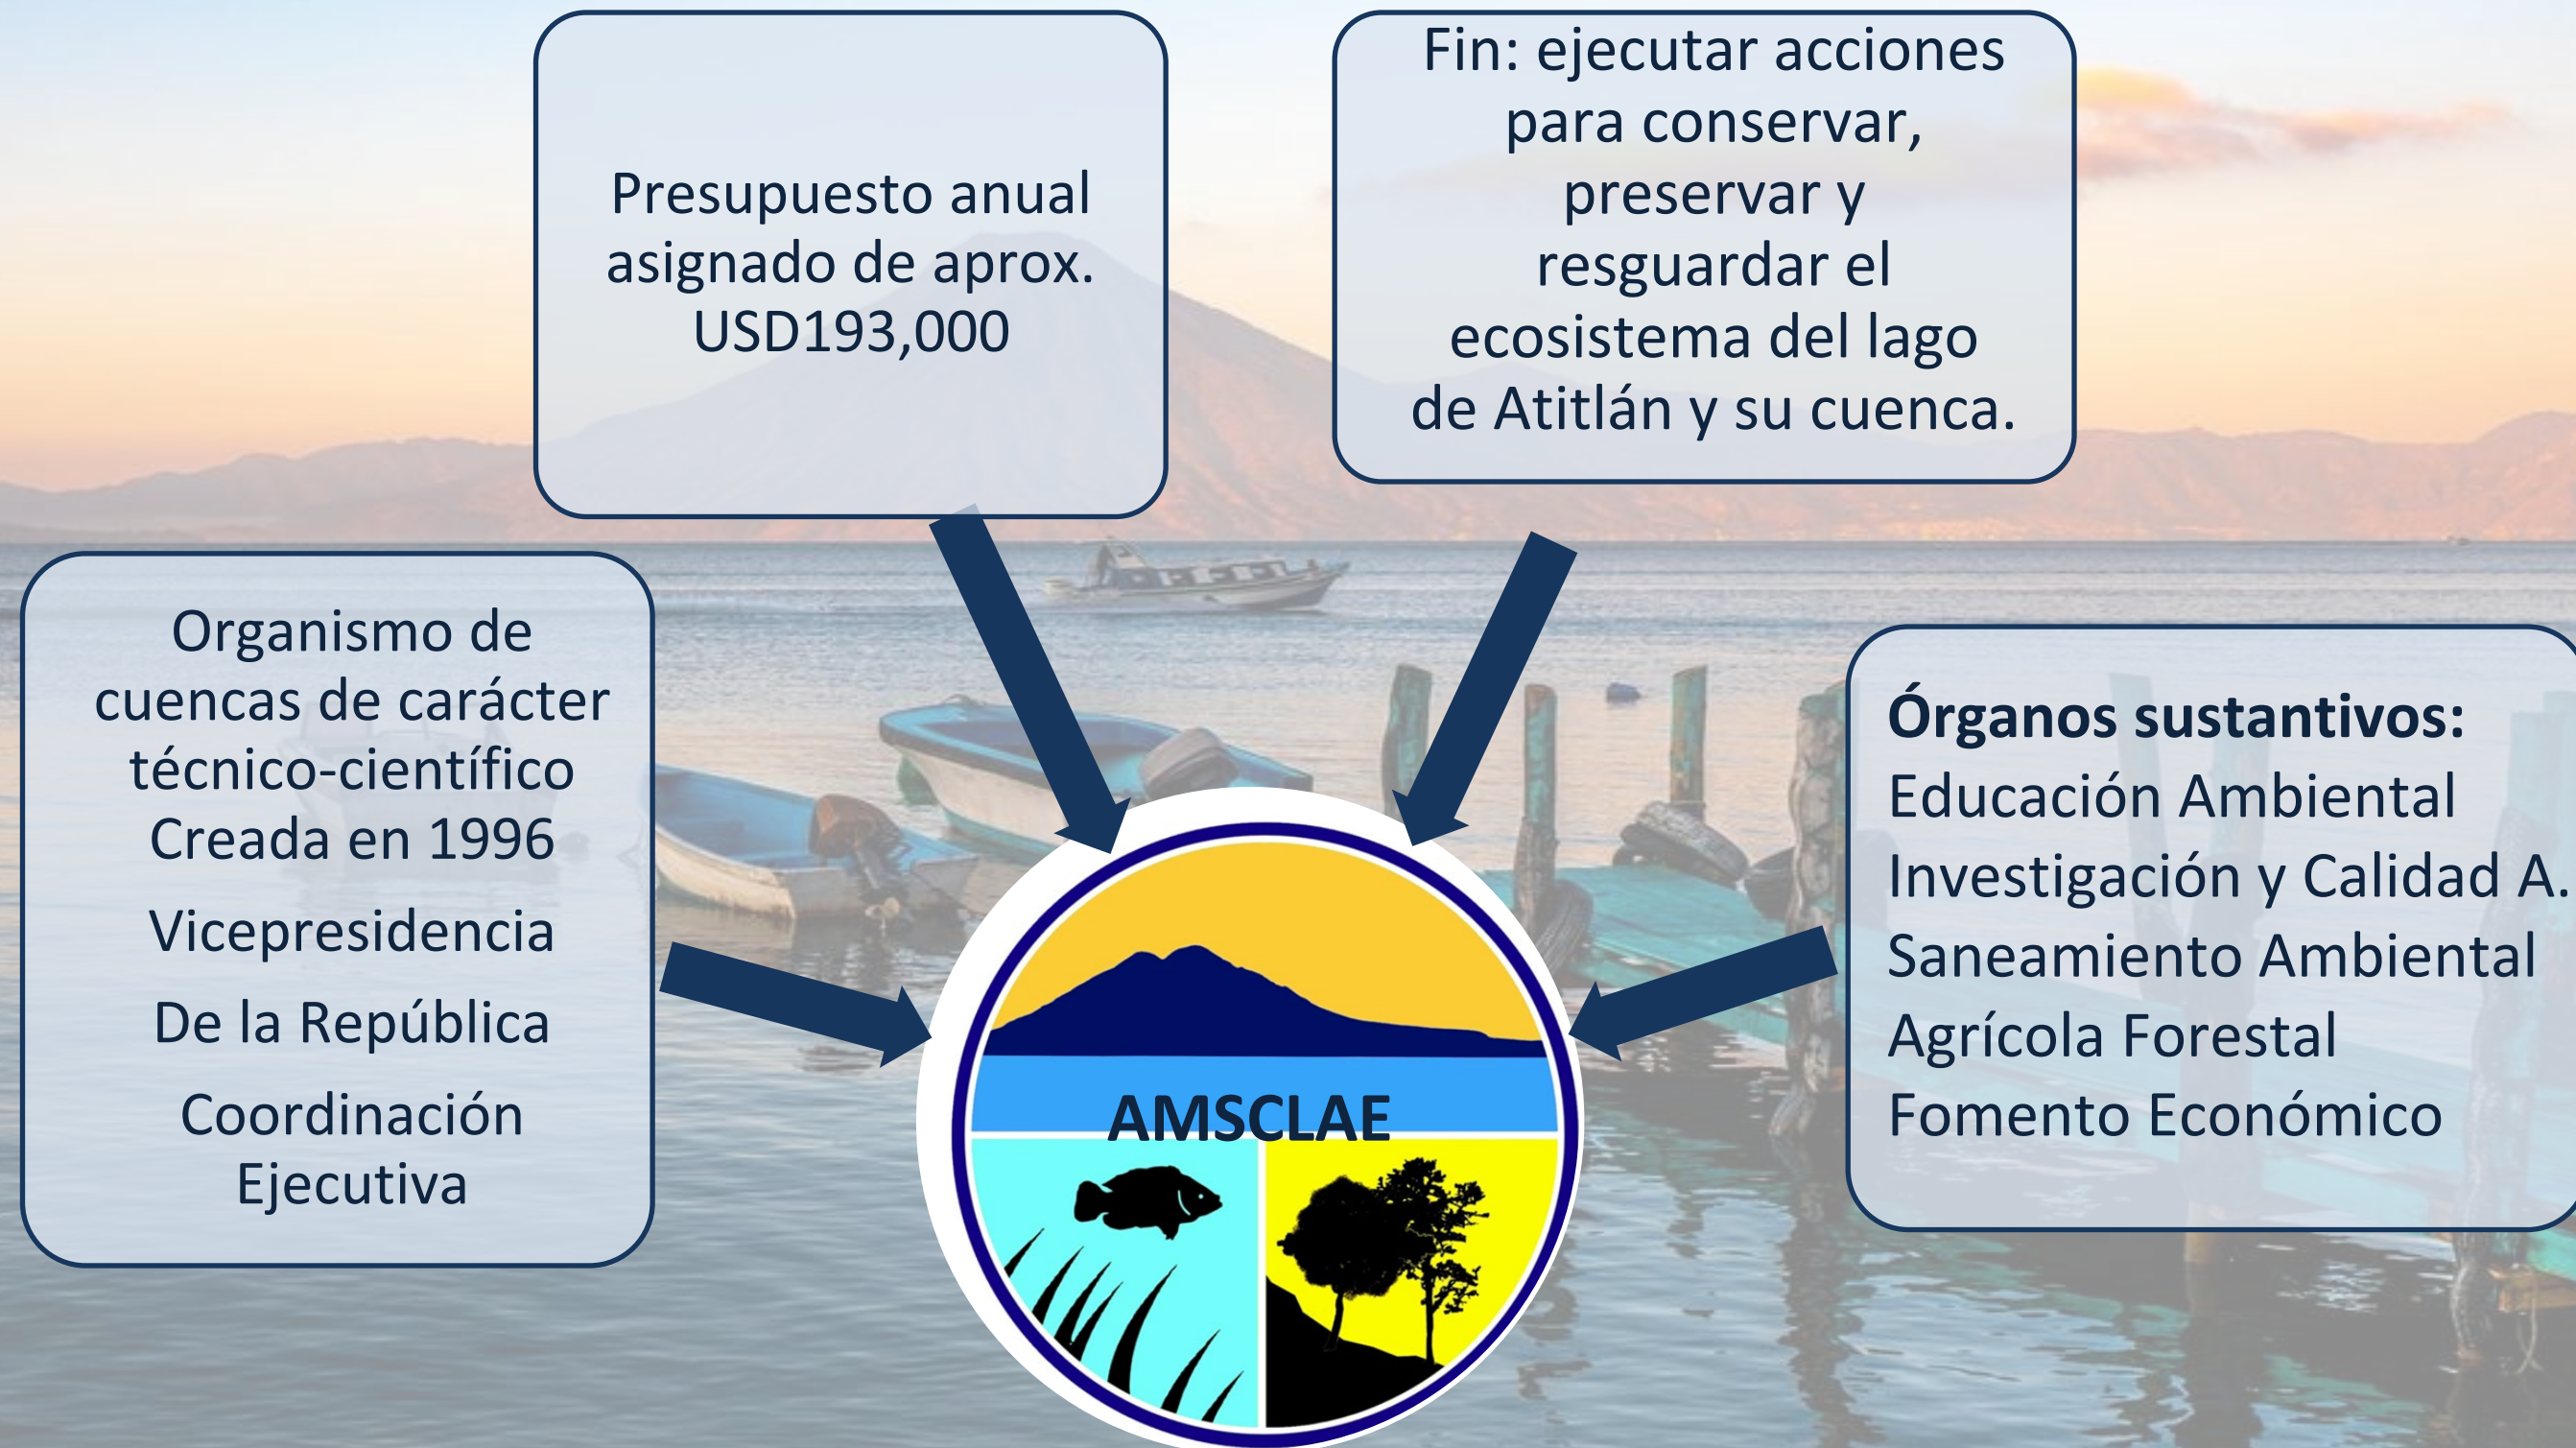 Presupuesto anual
asignado de aprox.
USD193,000
Fin: ejecutar acciones
para conservar,
preservar y
resguardar el
ecosistema del lago
de Atitlán y su cuenca.
Organismo de
cuencas de carácter
técnico-científico
Creada en 1996
Vicepresidencia
De la República
Coordinación
Ejecutiva
Órganos sustantivos:
Educación Ambiental
Investigación y Calidad A.
Saneamiento Ambiental
Agrícola Forestal
Fomento Económico
AMSCLAE